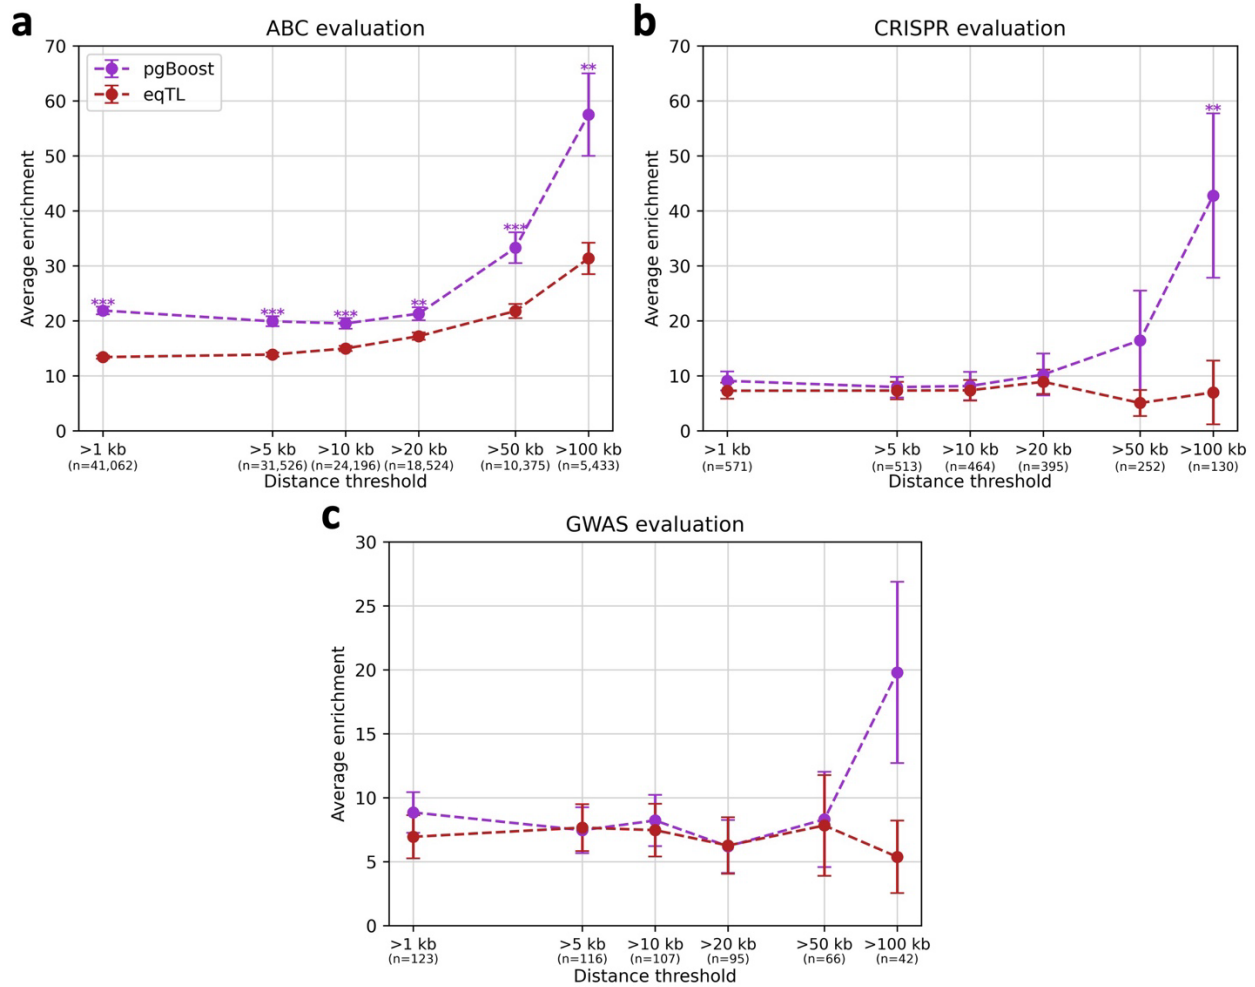 a
ABC evaluation
pgBoost
eqTL
Average enrichment
70
60
50
40
30
20
10
0
***
***
***
**
***
**
>1 kb >5 kb >10 kb >20 kb >50 kb >100 kb
(n=41,062) (n=31,526) (n=24,196) (n=18,524) (n=10,375) (n=5,433)
Distance threshold
b
CRISPR evaluation
Average enrichment
70
60
50
40
30
20
10
0
**
>1 kb >5 kb >10 kb >20 kb >50 kb >100 kb
(n=571) (n=513) (n=464) (n=395) (n=252) (n=130)
Distance threshold
c
GWAS evaluation
Average enrichment
30
25
20
15
10
5
0
>1 kb >5 kb >10 kb >20 kb >50 kb >100 kb
(n=123) (n=116) (n=107) (n=95) (n=66) (n=42)
Distance threshold